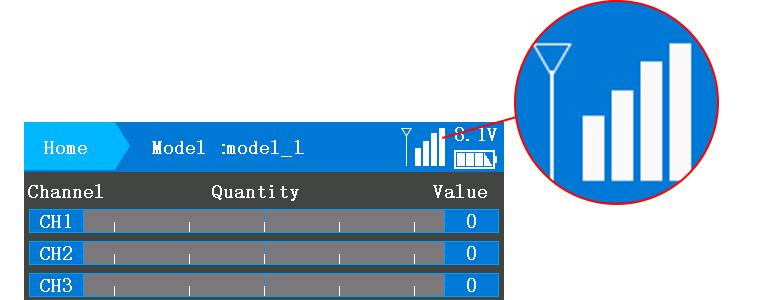 Home Model :model_1 8.1V
Channel Quantity Value
CH1 0
CH2 0
CH3 0